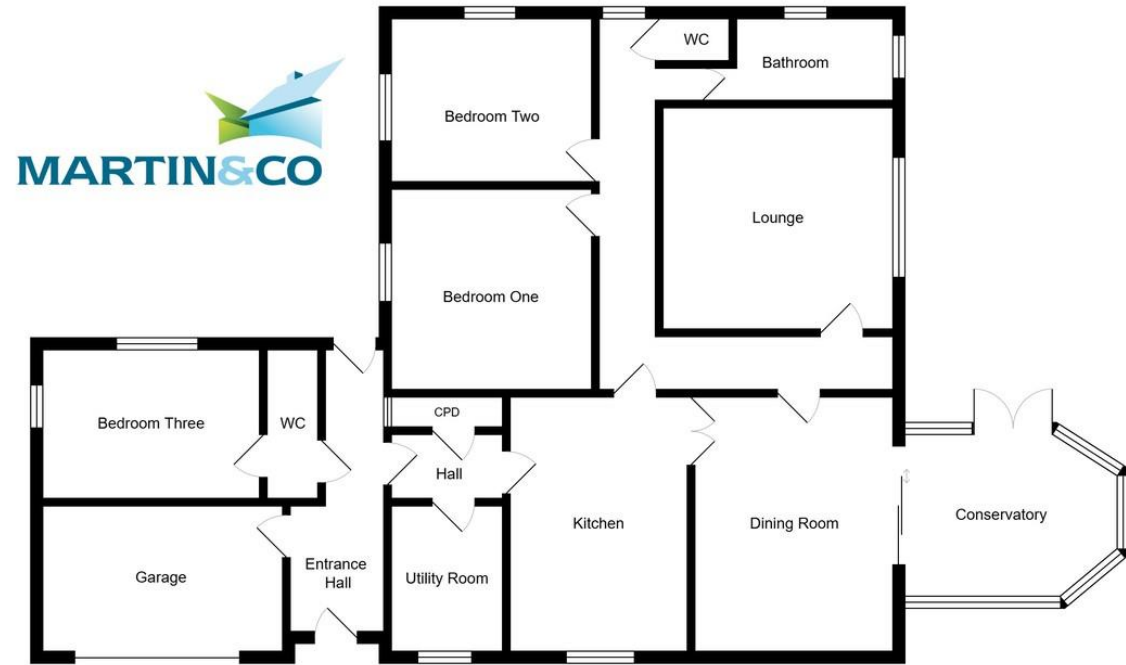 MARTIN&CO
WC
Bathroom
Bedroom Two
Lounge
Bedroom One
CPD
Bedroom Three
WC
Hall
Kitchen
Dining Room
Conservatory
Entrance
Hall
Garage
Utility Room